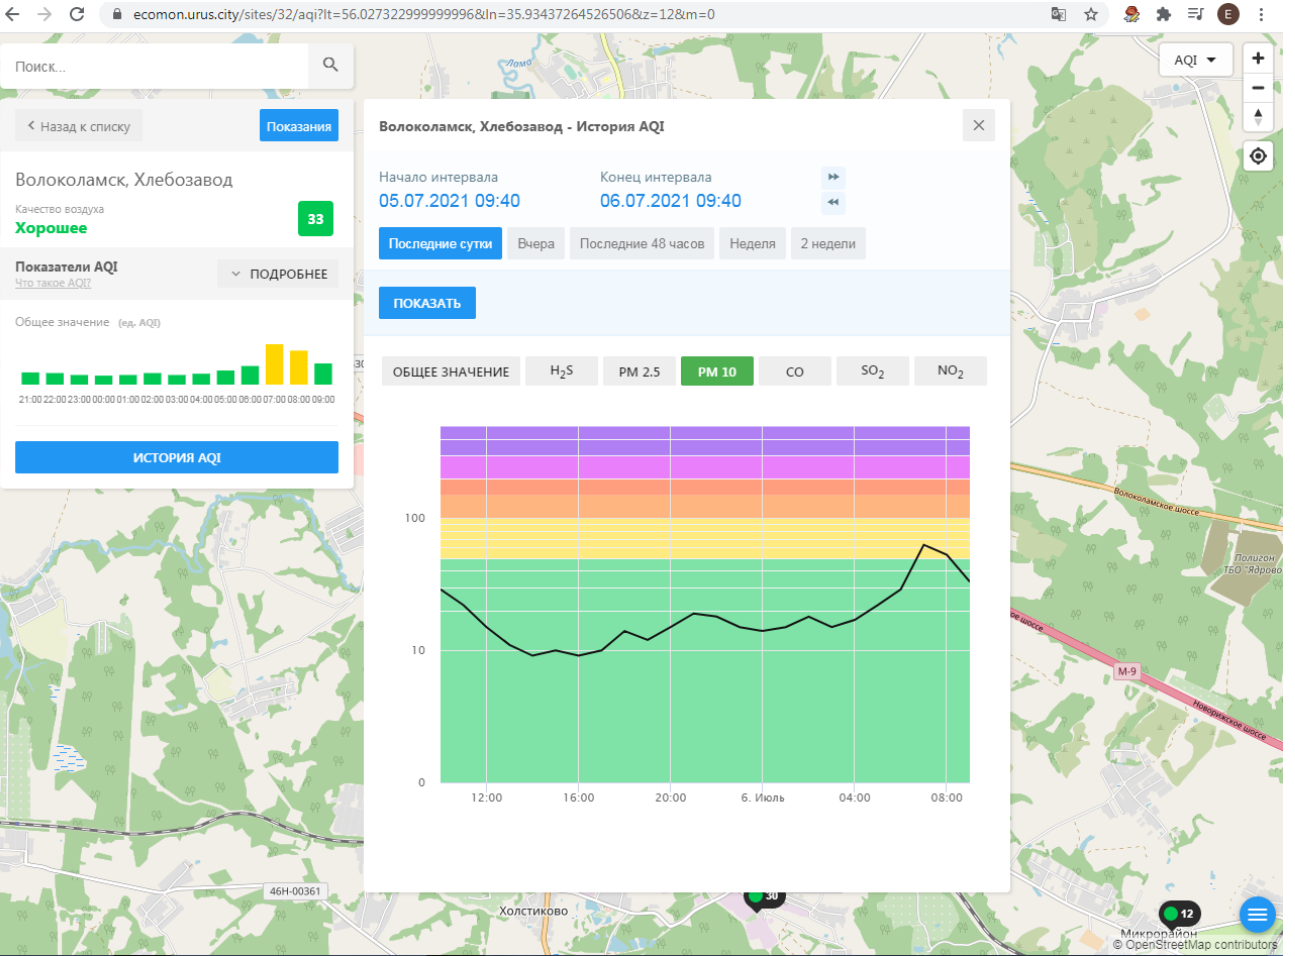 ecomon.urus.city/sites/32/aqi?lt=56.027322999999996&ln=35.93437264526506&z=12&m=0
E
Поиск...
AQI
Лама
Назад к списку
Показания
Волоколамск, Хлебозавод
Качество воздуха
Хорошее
33
Показатели AQI
Что такое AQI?
ПОДРОБНЕЕ
Общее значение (ед. AQI)
21:00 22:00 23:00 00:00 01:00 02:00 03:00 04:00 05:00 06:00 07:00 08:00 09:00
ИСТОРИЯ AQI
Волоколамск, Хлебозавод - История AQI
Начало интервала
Конец интервала
05.07.2021 09:40
06.07.2021 09:40
Последние сутки
Вчера
Последние 48 часов
Неделя
2 недели
ПОКАЗАТЬ
ОБЩЕЕ ЗНАЧЕНИЕ
H2S
PM 2.5
PM 10
CO
SO2
NO2
100
10
0
12:00
16:00
20:00
6. Июль
04:00
08:00
Волоколамское шоссе
Полигон
ТБО "Ядрово
M-9
Новорижское шоссе
46Н-00361
Холстиково
30
12
Микрорайон
© OpenStreetMap contributors